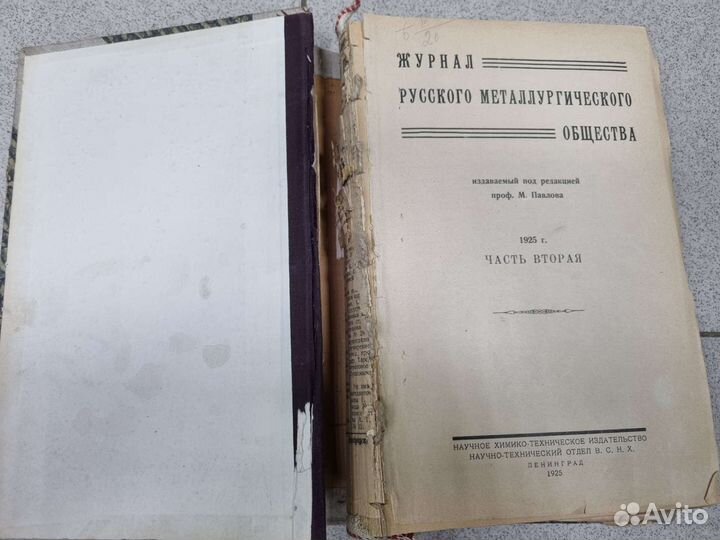 ЖУРНАЛ
РУССКОГО МЕТАЛЛУРГИЧЕСКОГО
ОБЩЕСТВА
издаваемый под редакцией
проф. М. Павлова
1925 г.
ЧАСТЬ ВТОРАЯ
НАУЧНОЕ ХИМИКО-ТЕХНИЧЕСКОЕ ИЗДАТЕЛЬСТВО
НАУЧНО-ТЕХНИЧЕСКИЙ ОТДЕЛ В. С. Н. Х.
ЛЕНИНГРАД
1925
Avito